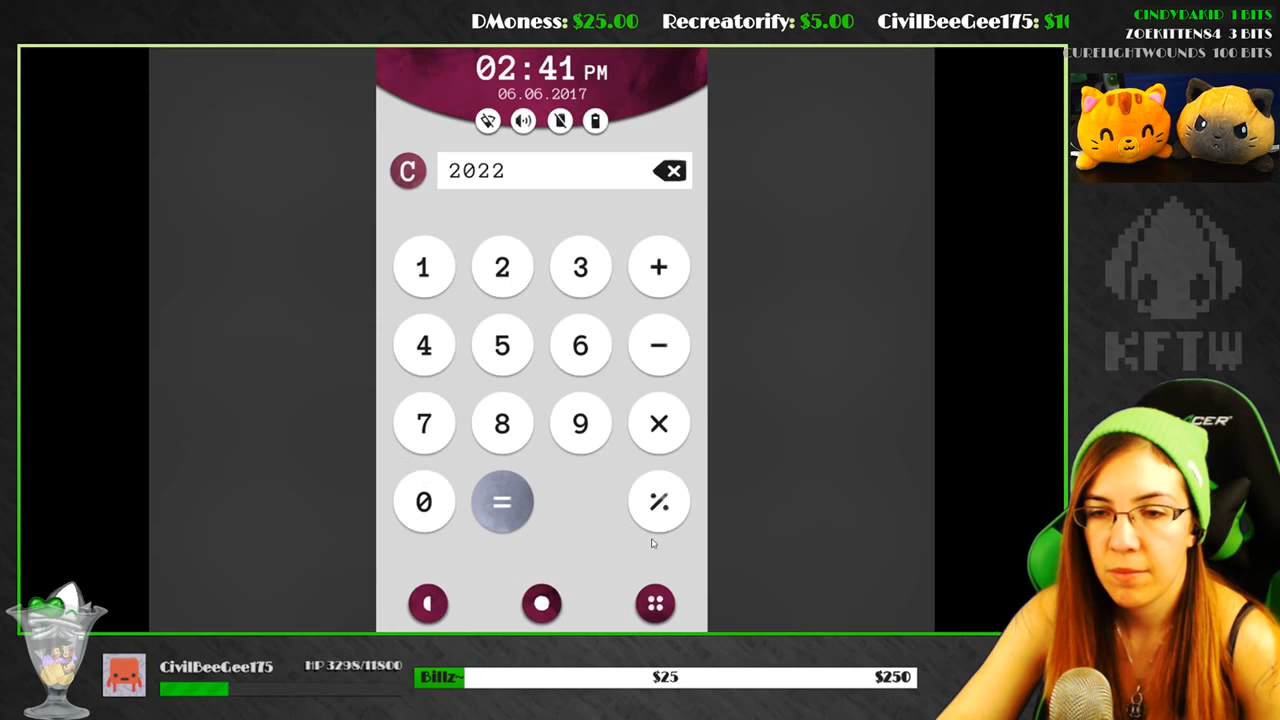 DMoness: $25.00 Recreatorify: $5.00 CivilBeeGee175:
CINDYDAKID 1 BITS
ZOEKITTENS4 3 BITS
CURELIGHTWOUNDS 100 BITS
02:41 PM
06.06.2017
C 2022
1 2 3 +
4 5 6 −
7 8 9 ×
0 = ⁒
KFTW
CivilBeeGee175 HP 3298/11800
Billz~ $25 $250